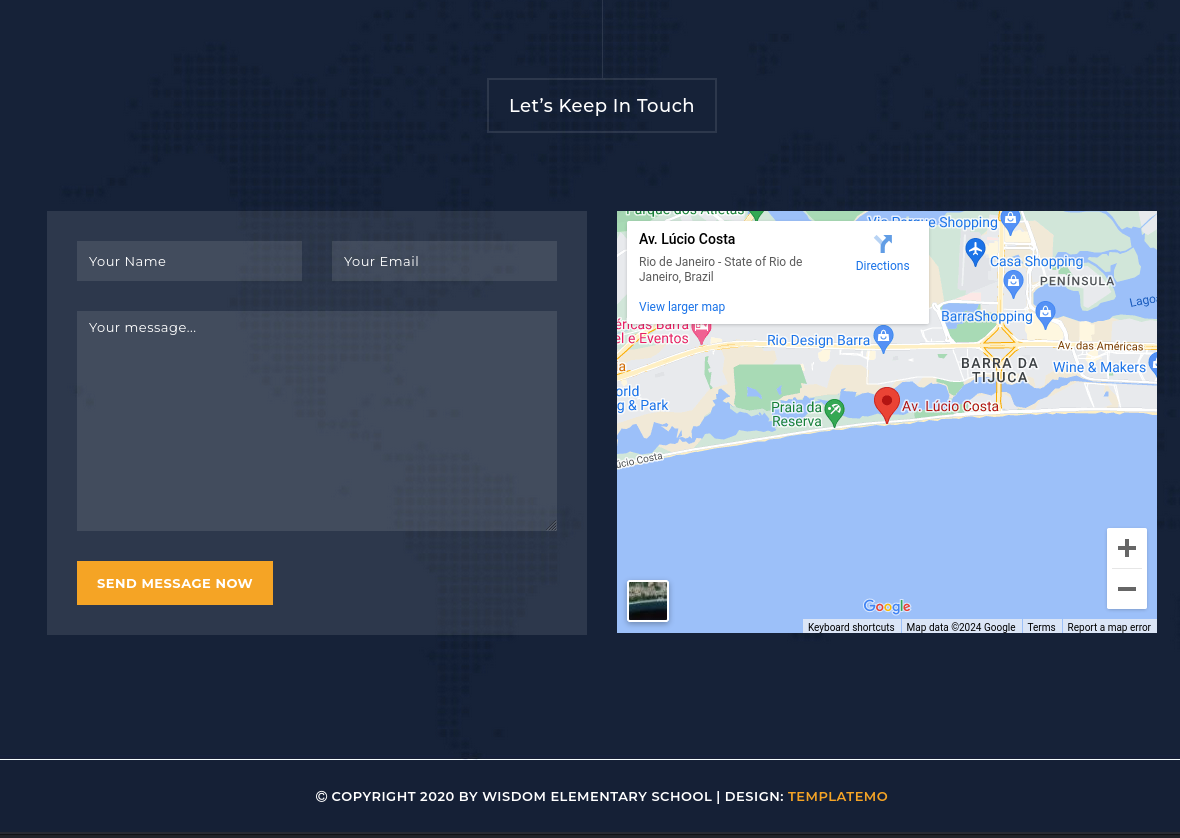 Let’s Keep In Touch
Your Name
Your Email
Your message...
SEND MESSAGE NOW
Parque dos Atletas
Via Parque Shopping
Av. Lúcio Costa
Rio de Janeiro - State of Rio de
Janeiro, Brazil
Directions
View larger map
Casa Shopping
PENÍNSULA
Lagoa
BarraShopping
éricas Barra
el e Eventos
Rio Design Barra
Av. das Américas
BARRA DA
TIJUCA
Wine & Makers
a
orld
g & Park
Praia da
Reserva
Av. Lúcio Costa
úcio Costa
Google
Keyboard shortcuts
Map data ©2024 Google
Terms
Report a map error
© COPYRIGHT 2020 BY WISDOM ELEMENTARY SCHOOL | DESIGN: TEMPLATEMO